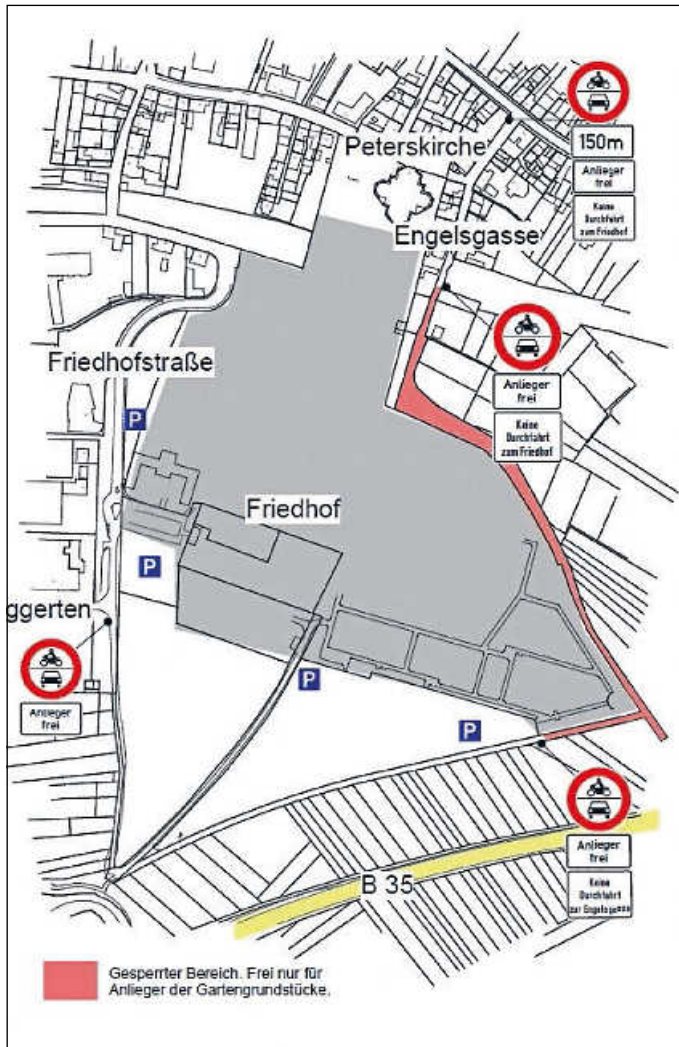 150m
Anlieger
frei
Keine
Durchfahrt
zum Friedhof
Peterskirche
Engelsgasse
Anlieger
frei
Keine
Durchfahrt
zum Friedhof
Friedhofstraße
P
Friedhof
P
ggerten
Anlieger
frei
P
P
Anlieger
frei
Keine
Durchfahrt
zur Engelsgasse
B 35
Gesperrter Bereich. Frei nur für
Anlieger der Gartengrundstücke.